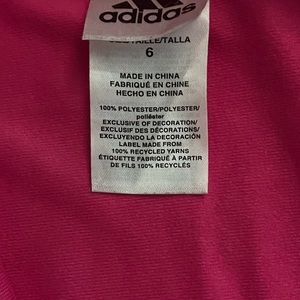 adidas
SIZE/TAILLE/TALLA
6
MADE IN CHINA
FABRIQUÉ EN CHINE
HECHO EN CHINA
100% POLYESTER/POLYESTER/
poliéster
EXCLUSIVE OF DECORATION/
EXCLUSIF DES DÉCORATIONS/
EXCLUYENDO LA DECORACIÓN
LABEL MADE FROM
100% RECYCLED YARNS
ÉTIQUETTE FABRIQUÉ À PARTIR
DE FILS 100% RECYCLÉS